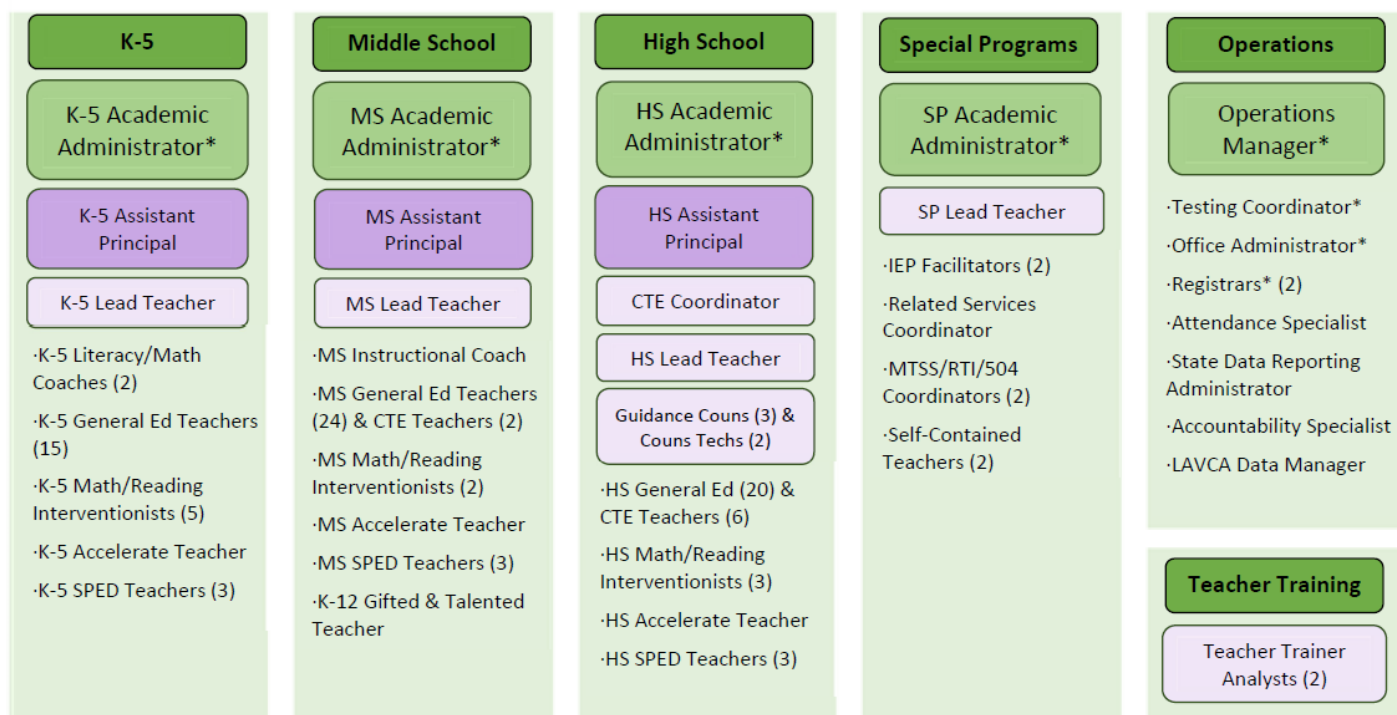 K-5
K-5 Academic
Administrator*
K-5 Assistant
Principal
K-5 Lead Teacher
·K-5 Literacy/Math
Coaches (2)
·K-5 General Ed Teachers
(15)
·K-5 Math/Reading
Interventionists (5)
·K-5 Accelerate Teacher
·K-5 SPED Teachers (3)
Middle School
MS Academic
Administrator*
MS Assistant
Principal
MS Lead Teacher
·MS Instructional Coach
·MS General Ed Teachers
(24) & CTE Teachers (2)
·MS Math/Reading
Interventionists (2)
·MS Accelerate Teacher
·MS SPED Teachers (3)
·K-12 Gifted & Talented
Teacher
High School
HS Academic
Administrator*
HS Assistant
Principal
CTE Coordinator
HS Lead Teacher
Guidance Couns (3) &
Couns Techs (2)
·HS General Ed (20) &
CTE Teachers (6)
·HS Math/Reading
Interventionists (3)
·HS Accelerate Teacher
·HS SPED Teachers (3)
Special Programs
SP Academic
Administrator*
SP Lead Teacher
·IEP Facilitators (2)
·Related Services
Coordinator
·MTSS/RTI/504
Coordinators (2)
·Self-Contained
Teachers (2)
Operations
Operations
Manager*
·Testing Coordinator*
·Office Administrator*
·Registrars* (2)
·Attendance Specialist
·State Data Reporting
Administrator
·Accountability Specialist
·LAVCA Data Manager
Teacher Training
Teacher Trainer
Analysts (2)